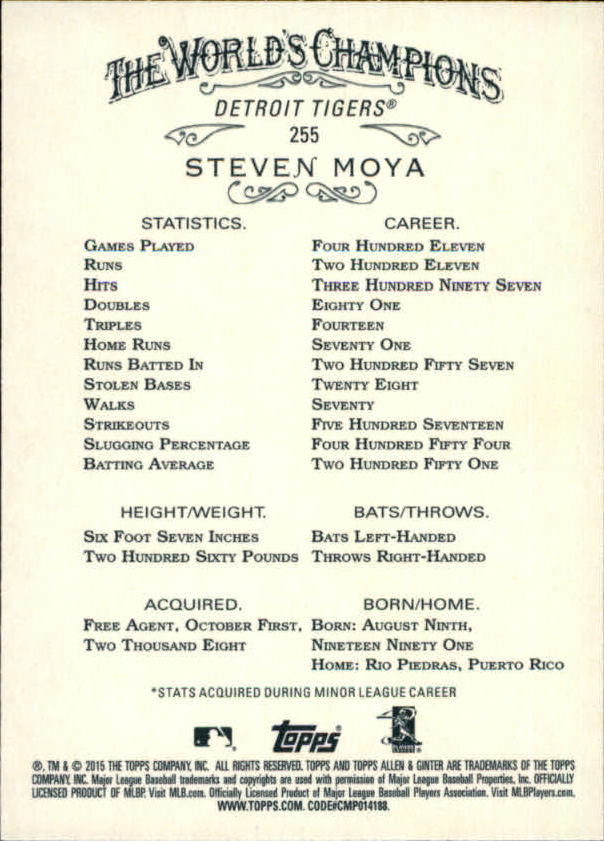 THE WORLD'S CHAMPIONS
DETROIT TIGERS®
255
STEVEN MOYA
STATISTICS. CAREER.
GAMES PLAYED FOUR HUNDRED ELEVEN
RUNS TWO HUNDRED ELEVEN
HITS THREE HUNDRED NINETY SEVEN
DOUBLES EIGHTY ONE
TRIPLES FOURTEEN
HOME RUNS SEVENTY ONE
RUNS BATTED IN TWO HUNDRED FIFTY SEVEN
STOLEN BASES TWENTY EIGHT
WALKS SEVENTY
STRIKEOUTS FIVE HUNDRED SEVENTEEN
SLUGGING PERCENTAGE FOUR HUNDRED FIFTY FOUR
BATTING AVERAGE TWO HUNDRED FIFTY ONE
HEIGHT/WEIGHT. BATS/THROWS.
SIX FOOT SEVEN INCHES BATS LEFT-HANDED
TWO HUNDRED SIXTY POUNDS THROWS RIGHT-HANDED
ACQUIRED. BORN/HOME.
FREE AGENT, OCTOBER FIRST, BORN: AUGUST NINTH,
TWO THOUSAND EIGHT NINETEEN NINETY ONE
HOME: RIO PIEDRAS, PUERTO RICO
*STATS ACQUIRED DURING MINOR LEAGUE CAREER
Topps
®, TM & © 2015 THE TOPPS COMPANY, INC. ALL RIGHTS RESERVED. TOPPS AND TOPPS ALLEN & GINTER ARE TRADEMARKS OF THE TOPPS
COMPANY, INC. Major League Baseball trademarks and copyrights are used with permission of Major League Baseball Properties, Inc. OFFICIALLY
LICENSED PRODUCT OF MLBP. Visit MLB.com. Officially Licensed Product of Major League Baseball Players Association. Visit MLBPlayers.com.
WWW.TOPPS.COM. CODE#CMP014188.